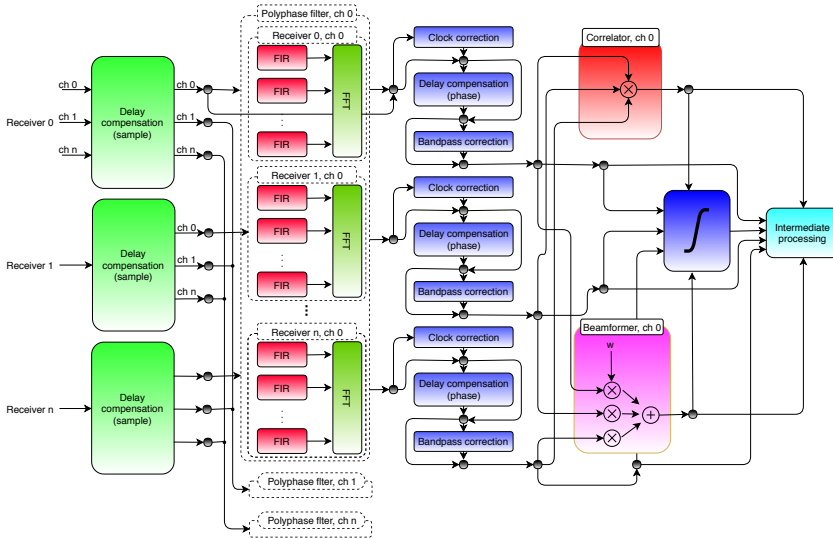 Polyphase filter, ch 0
Receiver 0, ch 0
FIR
FIR
FIR
FFT
Clock correction
Delay compensation (phase)
Bandpass correction
Correlator, ch 0
ch 0
ch 1
ch n
Receiver 0
Delay compensation (sample)
ch 0
ch 1
ch n
Receiver 1, ch 0
FIR
FIR
FIR
FFT
Clock correction
Delay compensation (phase)
Bandpass correction
∫
Intermediate processing
Receiver 1
Delay compensation (sample)
ch 0
ch 1
ch n
Receiver n, ch 0
FIR
FIR
FIR
FFT
Clock correction
Delay compensation (phase)
Bandpass correction
Beamformer, ch 0
w
Receiver n
Delay compensation (sample)
Polyphase flter, ch 1
Polyphase flter, ch n